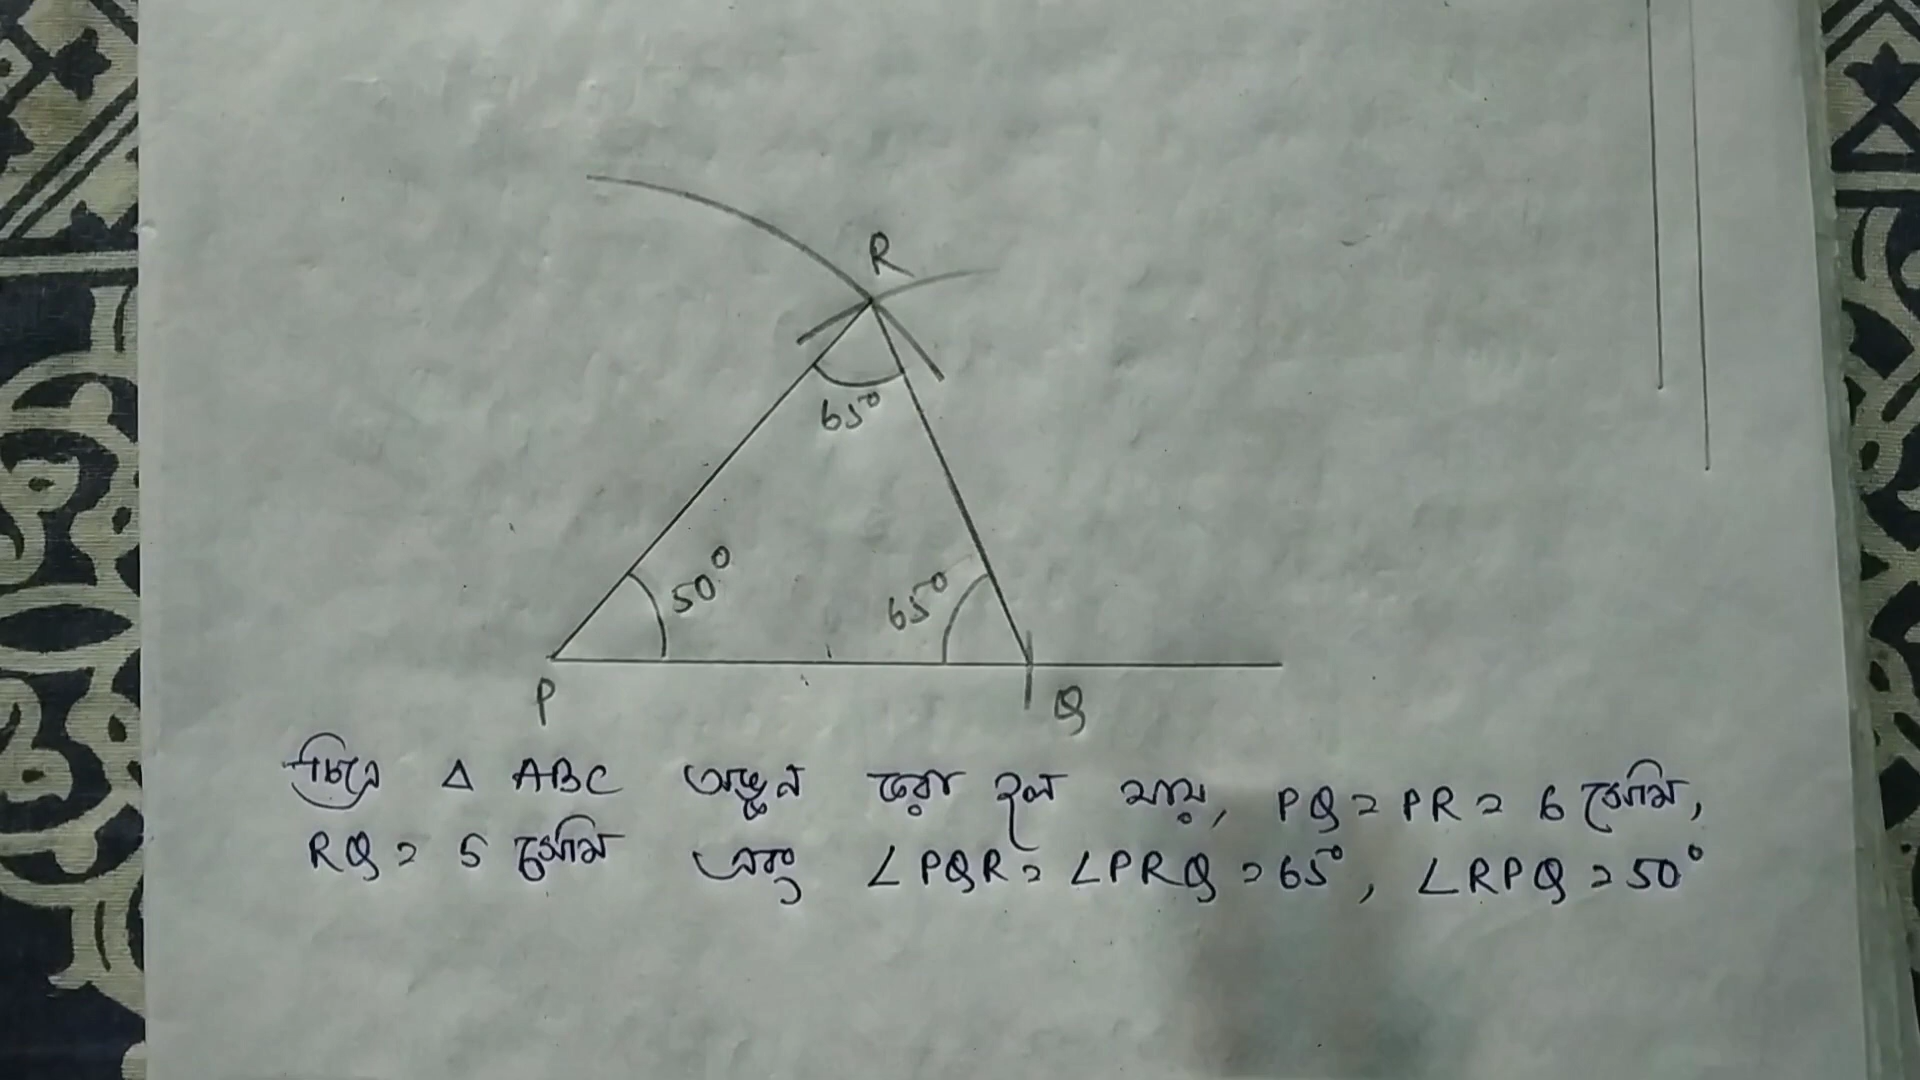 R
65°
50°
65°
P
Q
চিত্রে Δ ABC অঙ্কন করা হল যার, PQ = PR = 6 সেমি,
RQ = 5 সেমি এবং ∠PQR = ∠PRQ = 65°, ∠RPQ = 50°